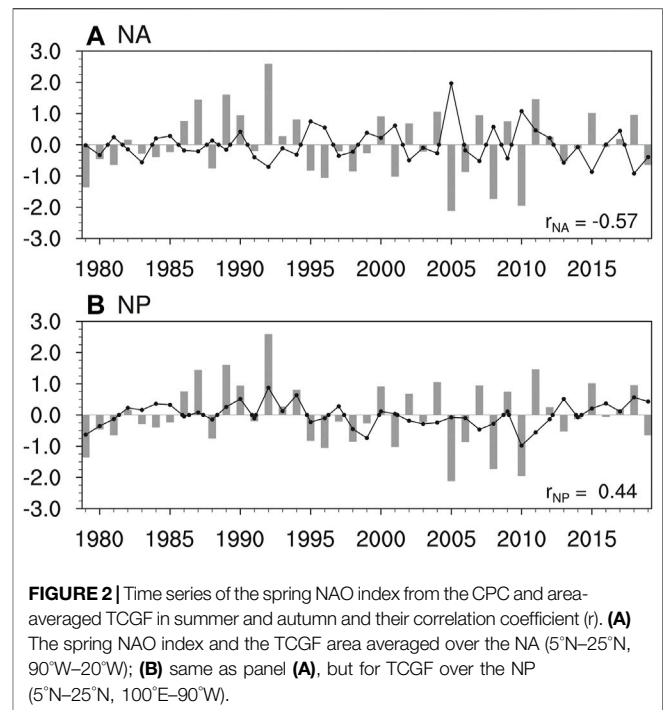 A NA
3.0
2.0
1.0
0.0
-1.0
-2.0
-3.0
r_NA = -0.57
1980 1985 1990 1995 2000 2005 2010 2015
B NP
3.0
2.0
1.0
0.0
-1.0
-2.0
-3.0
r_NP = 0.44
1980 1985 1990 1995 2000 2005 2010 2015
FIGURE 2 | Time series of the spring NAO index from the CPC and area-
averaged TCGF in summer and autumn and their correlation coefficient (r). (A)
The spring NAO index and the TCGF area averaged over the NA (5°N–25°N,
90°W–20°W); (B) same as panel (A), but for TCGF over the NP
(5°N–25°N, 100°E–90°W).